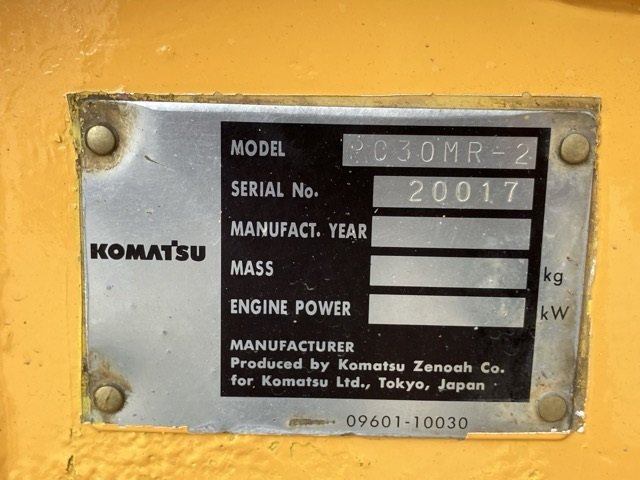 KOMATSU
MODEL PC30MR-2
SERIAL No. 20017
MANUFACT. YEAR
MASS kg
ENGINE POWER kW
MANUFACTURER
Produced by Komatsu Zenoah Co.
for Komatsu Ltd., Tokyo, Japan
09601-10030